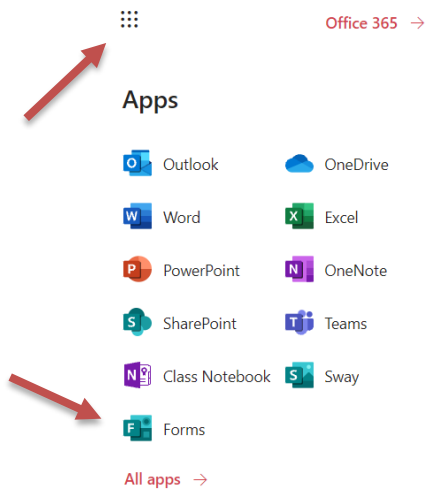 Office 365 →
Apps
Outlook OneDrive
Word Excel
PowerPoint OneNote
SharePoint Teams
Class Notebook Sway
Forms
All apps →